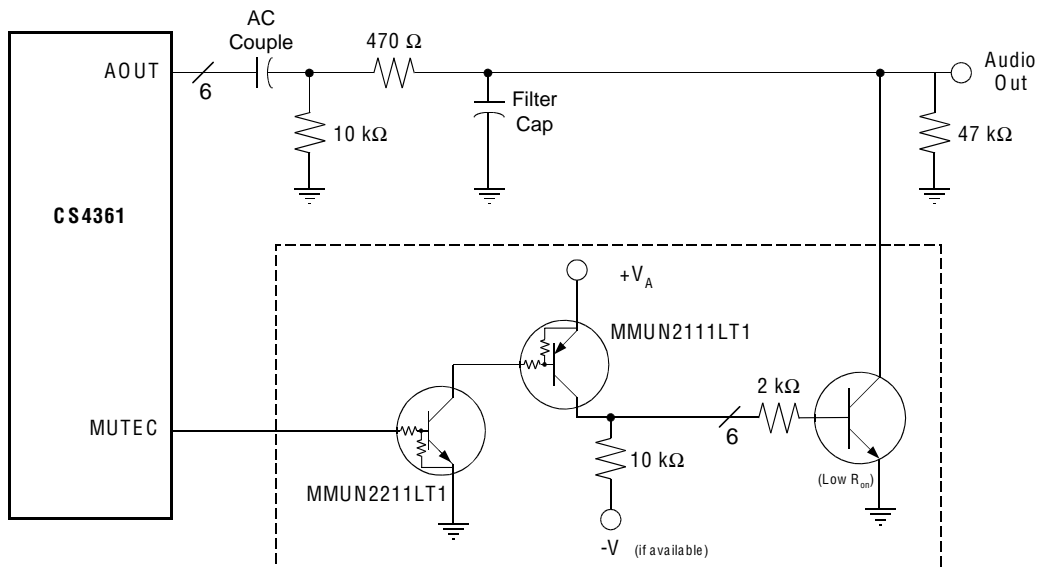 AC
Couple
470 Ω
AOUT
6
Filter
Cap
Audio
Out
10 kΩ
47 kΩ
CS4361
+VA
MMUN2111LT1
2 kΩ
MUTEC
6
10 kΩ
(Low Ron)
MMUN2211LT1
-V (if available)